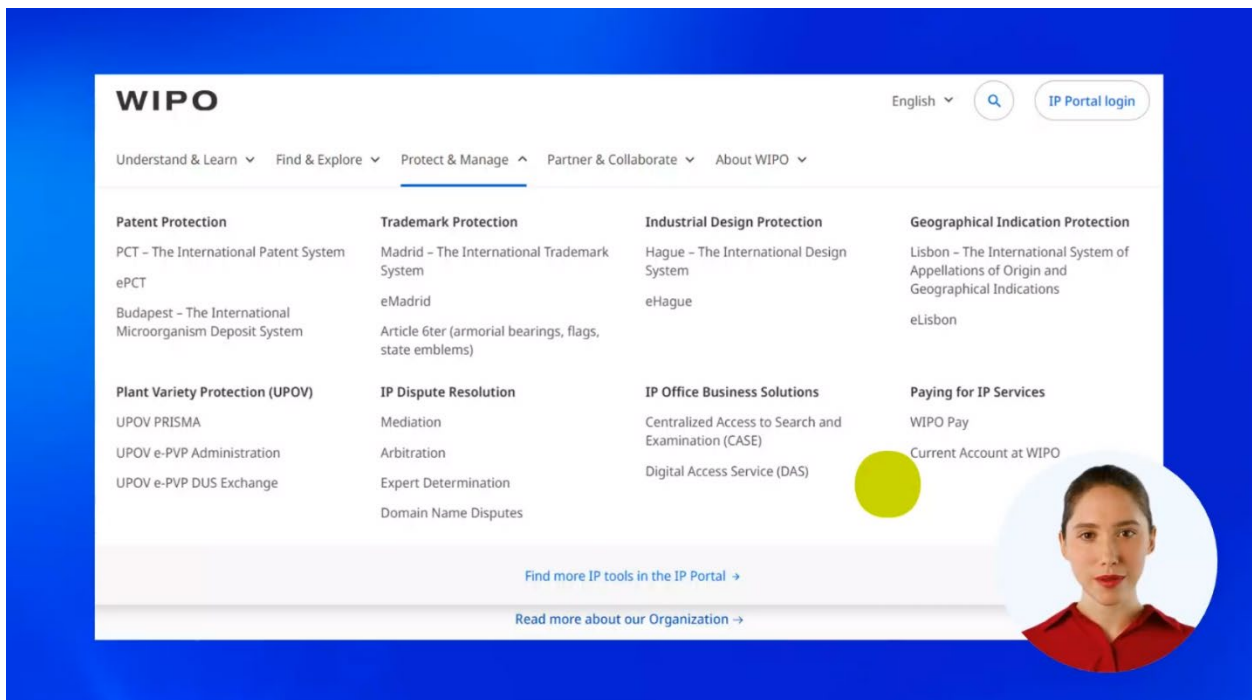 WIPO
English
IP Portal login
Understand & Learn
Find & Explore
Protect & Manage
Partner & Collaborate
About WIPO
Patent Protection
PCT – The International Patent System
ePCT
Budapest – The International
Microorganism Deposit System
Trademark Protection
Madrid – The International Trademark
System
eMadrid
Article 6ter (armorial bearings, flags,
state emblems)
Industrial Design Protection
Hague – The International Design
System
eHague
Geographical Indication Protection
Lisbon – The International System of
Appellations of Origin and
Geographical Indications
eLisbon
Plant Variety Protection (UPOV)
UPOV PRISMA
UPOV e-PVP Administration
UPOV e-PVP DUS Exchange
IP Dispute Resolution
Mediation
Arbitration
Expert Determination
Domain Name Disputes
IP Office Business Solutions
Centralized Access to Search and
Examination (CASE)
Digital Access Service (DAS)
Paying for IP Services
WIPO Pay
Current Account at WIPO
Find more IP tools in the IP Portal →
Read more about our Organization →